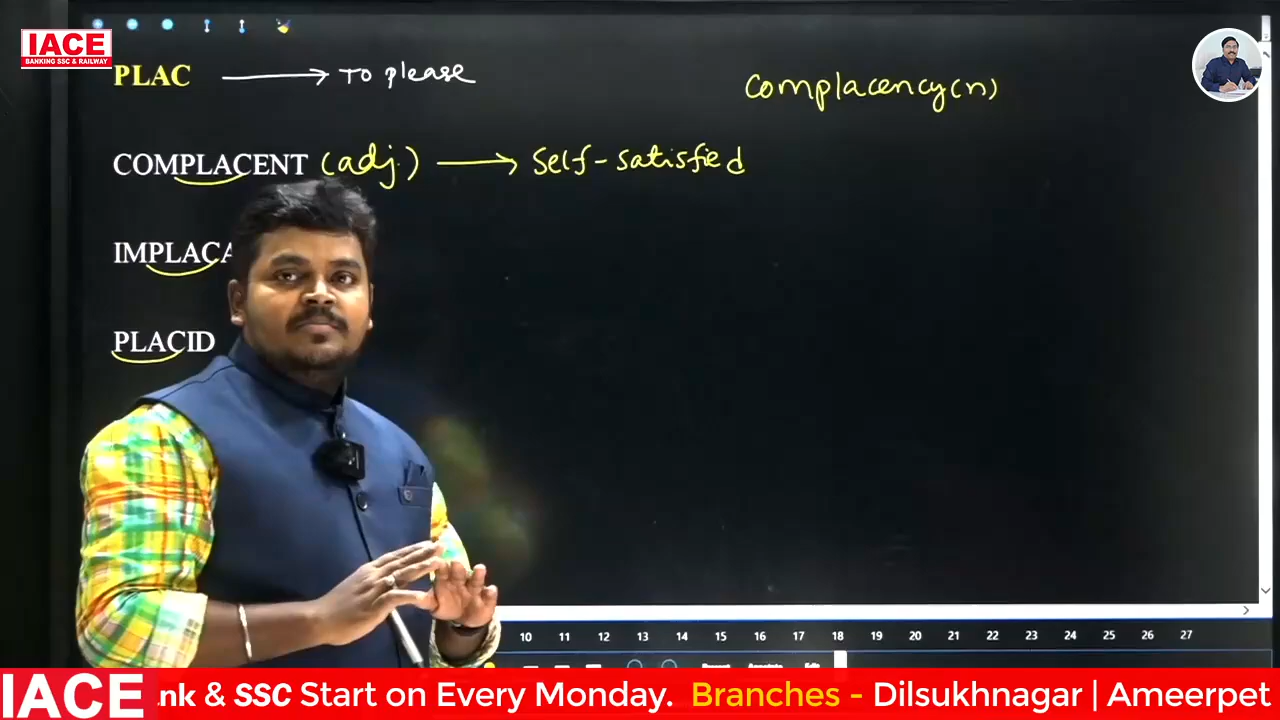 IACE
BANKING SSC & RAILWAY
PLAC → To please
Complacency(n)
COMPLACENT (adj.) → Self-satisfied
IMPLACA
PLACID
10 11 12 13 14 15 16 17 18 19 20 21 22 23 24 25 26 27
IACE nk & SSC Start on Every Monday. Branches - Dilsukhnagar | Ameerpet